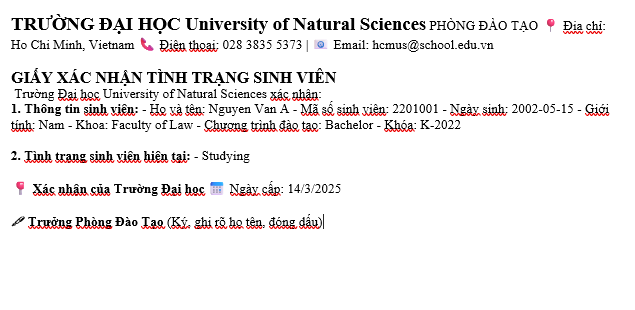 TRƯỜNG ĐẠI HỌC University of Natural Sciences PHÒNG ĐÀO TẠO 📍 Địa chỉ:
Ho Chi Minh, Vietnam 📞 Điện thoại: 028 3835 5373 | 📧 Email: hcmus@school.edu.vn
GIẤY XÁC NHẬN TÌNH TRẠNG SINH VIÊN
Trường Đại học University of Natural Sciences xác nhận:
1. Thông tin sinh viên: - Họ và tên: Nguyen Van A - Mã số sinh viên: 2201001 - Ngày sinh: 2002-05-15 - Giới
tính: Nam - Khoa: Faculty of Law - Chương trình đào tạo: Bachelor - Khóa: K-2022
2. Tình trạng sinh viên hiện tại: - Studying
📍 Xác nhận của Trường Đại học 📅 Ngày cấp: 14/3/2025
🖋 Trưởng Phòng Đào Tạo (Ký, ghi rõ họ tên, đóng dấu)